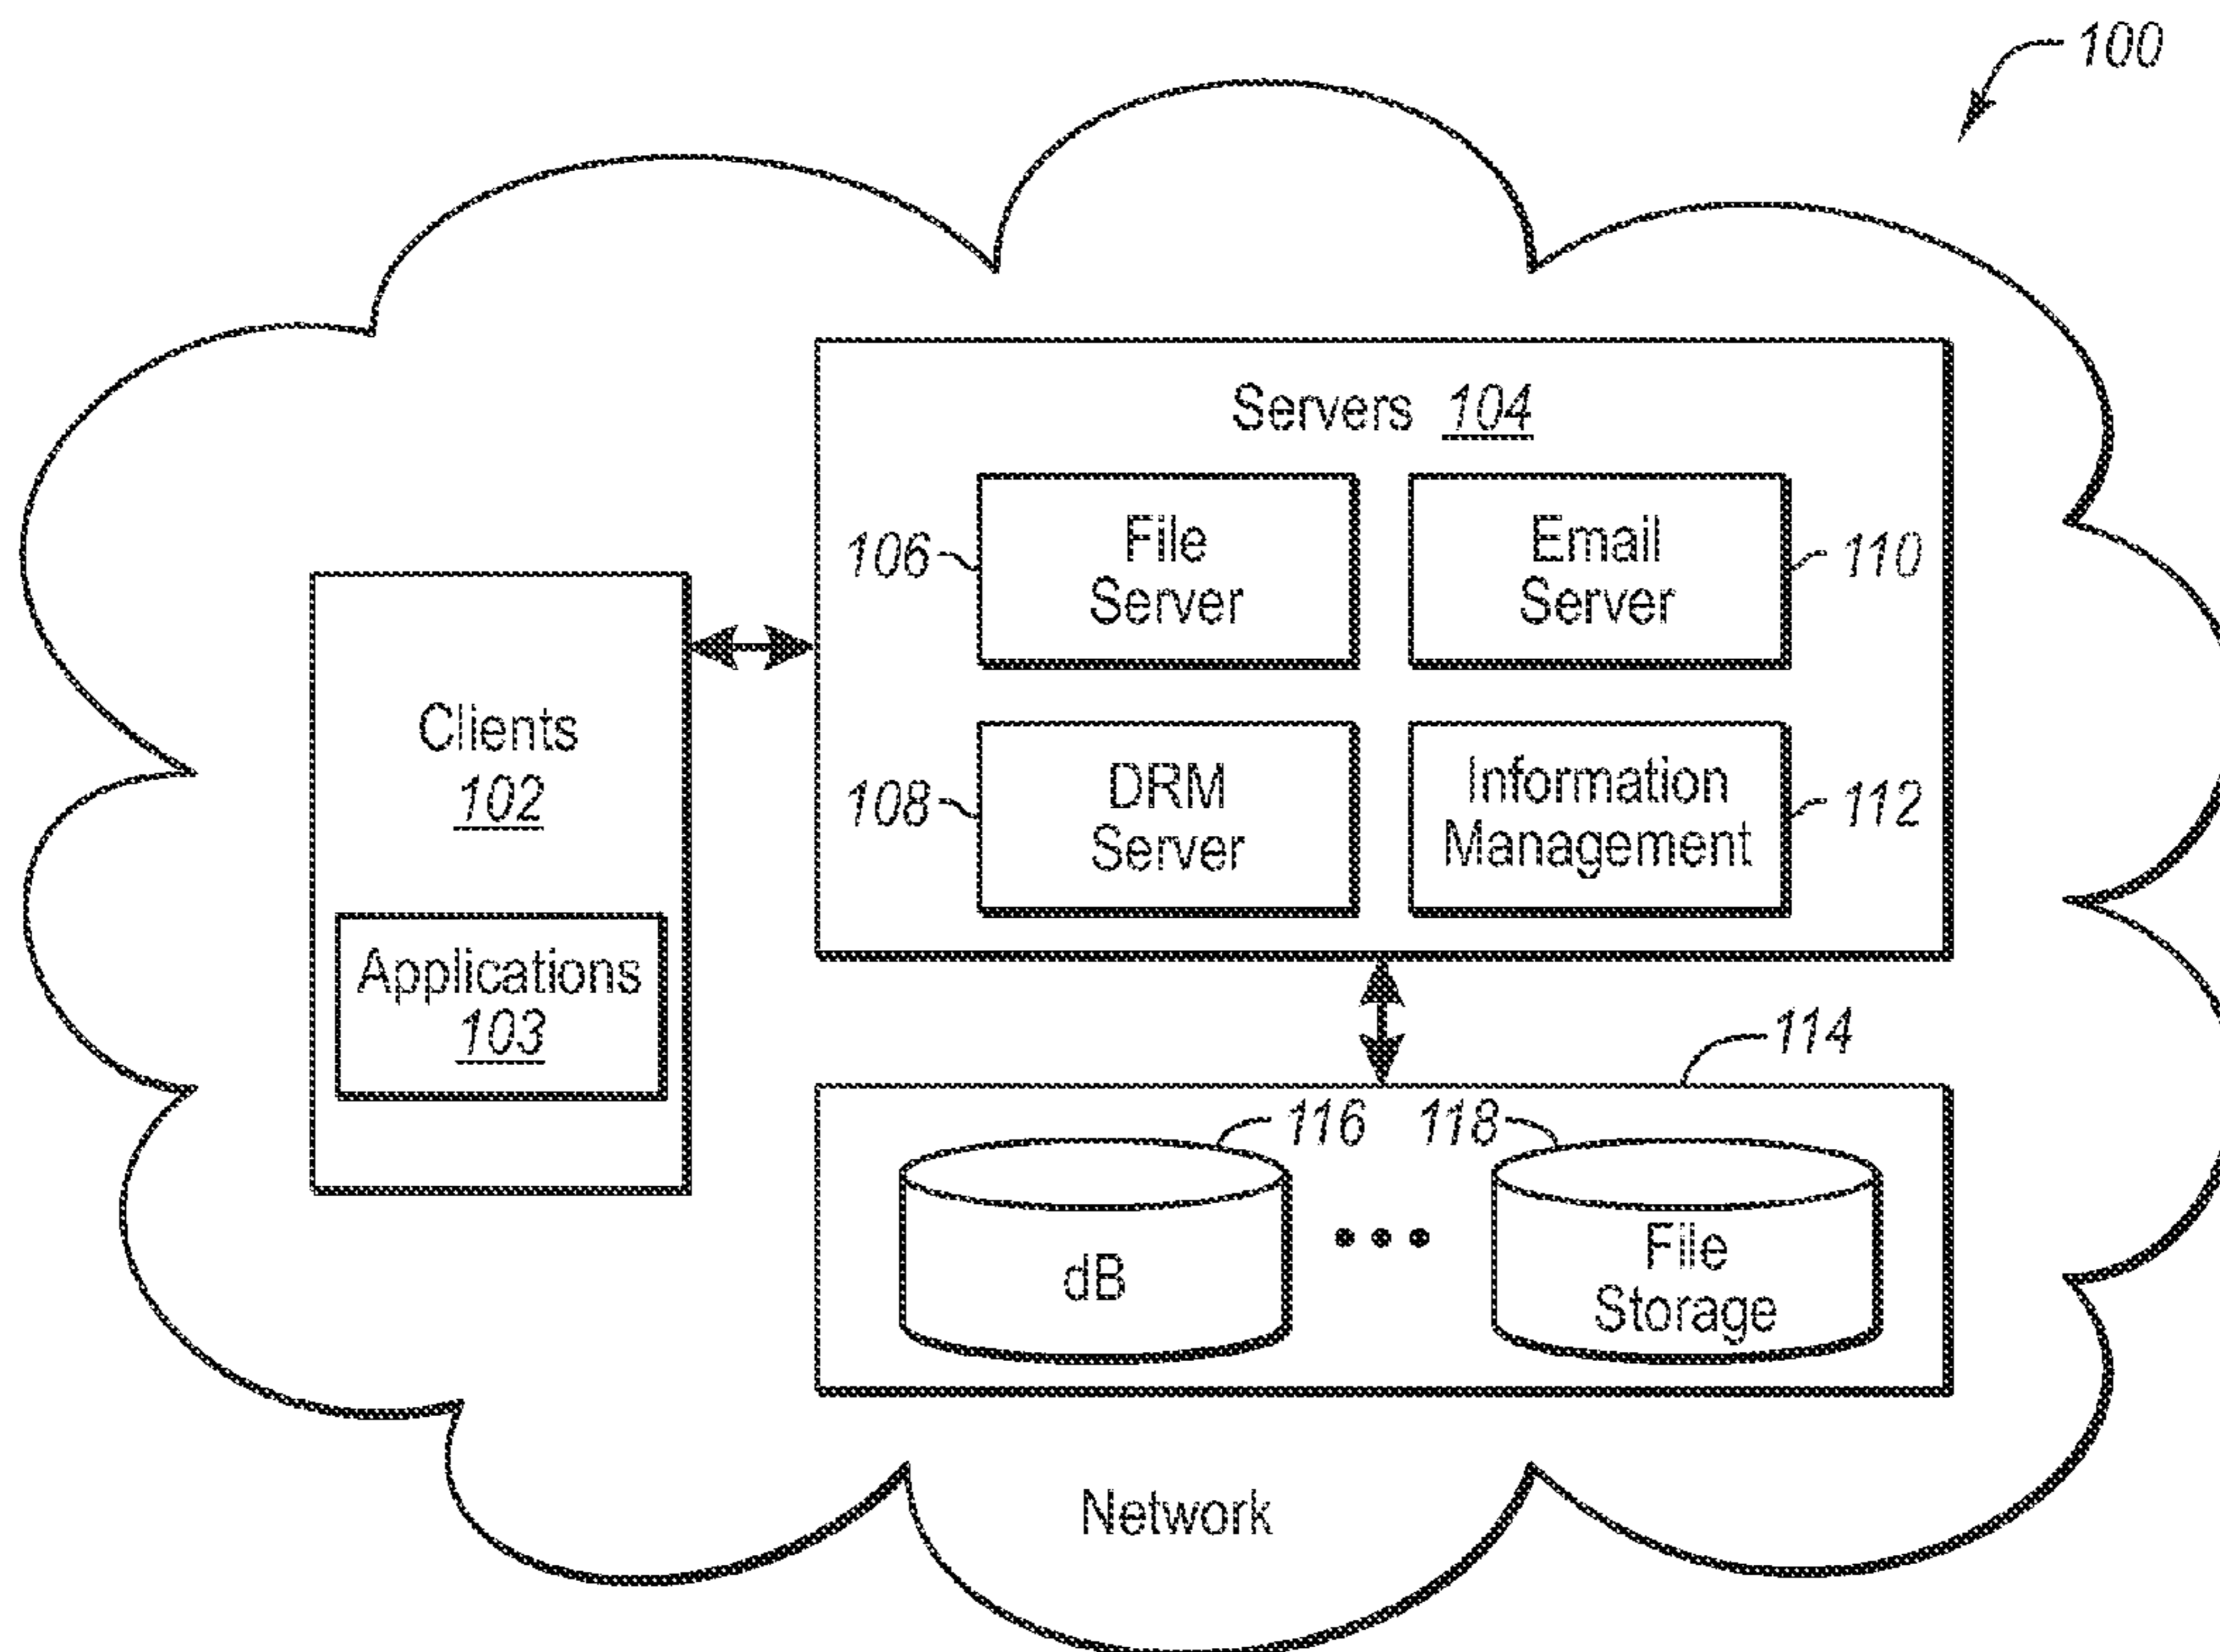 100
Servers 104
106
File
Server
Email
Server
110
Clients
102
108
DRM
Server
Information
Management
112
Applications
103
114
116
118
dB
File
Storage
Network